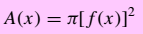 A(x) = π[f(x)]²